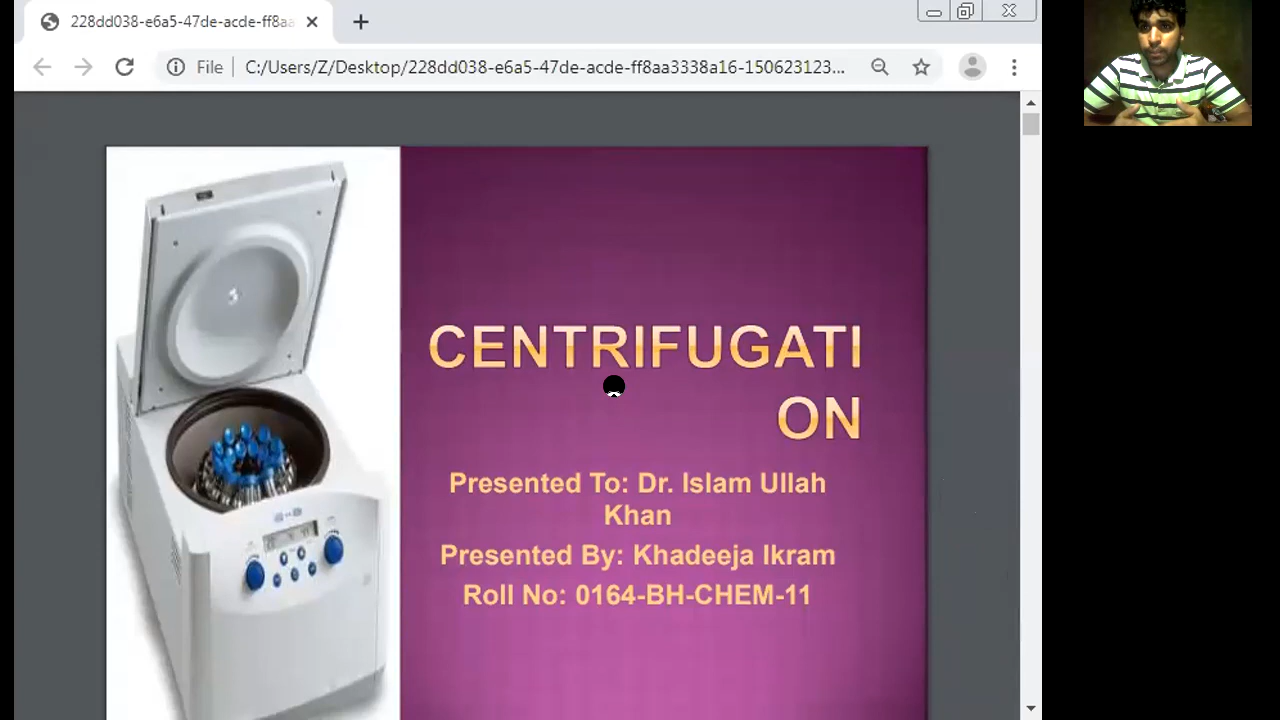 228dd038-e6a5-47de-acde-ff8aa
File
C:/Users/Z/Desktop/228dd038-e6a5-47de-acde-ff8aa3338a16-150623123...
CENTRIFUGATI
ON
Presented To: Dr. Islam Ullah
Khan
Presented By: Khadeeja Ikram
Roll No: 0164-BH-CHEM-11